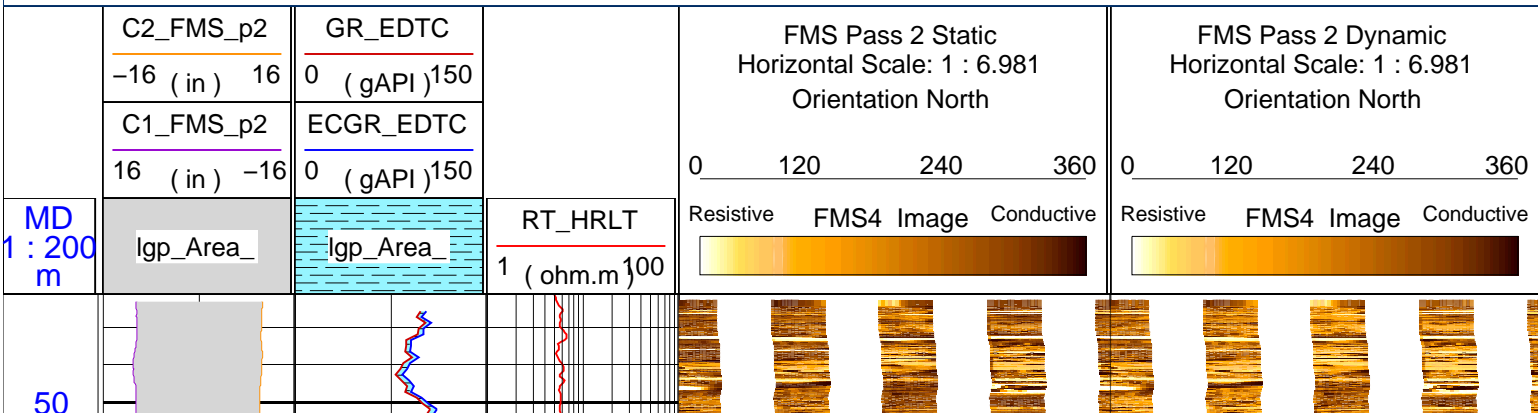 C2_FMS_p2
−16 ( in ) 16
C1_FMS_p2
16 ( in ) −16
GR_EDTC
0 ( gAPI ) 150
ECGR_EDTC
0 ( gAPI ) 150
FMS Pass 2 Static
Horizontal Scale: 1 : 6.981
Orientation North
0 120 240 360
Resistive FMS4 Image Conductive
FMS Pass 2 Dynamic
Horizontal Scale: 1 : 6.981
Orientation North
0 120 240 360
Resistive FMS4 Image Conductive
MD
1 : 200
m
Igp_Area_
Igp_Area_
RT_HRLT
1 ( ohm.m ) 100
50